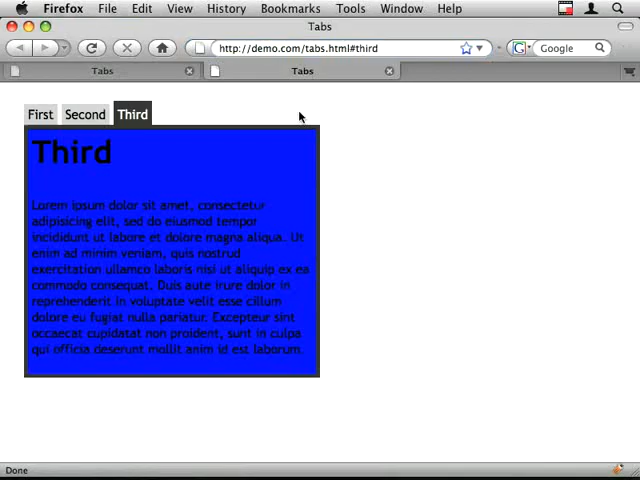 Firefox File Edit View History Bookmarks Tools Window Help
Tabs
http://demo.com/tabs.html#third
Google
Tabs
Tabs
First Second Third
Third
Lorem ipsum dolor sit amet, consectetur
adipisicing elit, sed do eiusmod tempor
incididunt ut labore et dolore magna aliqua. Ut
enim ad minim veniam, quis nostrud
exercitation ullamco laboris nisi ut aliquip ex ea
commodo consequat. Duis aute irure dolor in
reprehenderit in voluptate velit esse cillum
dolore eu fugiat nulla pariatur. Excepteur sint
occaecat cupidatat non proident, sunt in culpa
qui officia deserunt mollit anim id est laborum.
Done